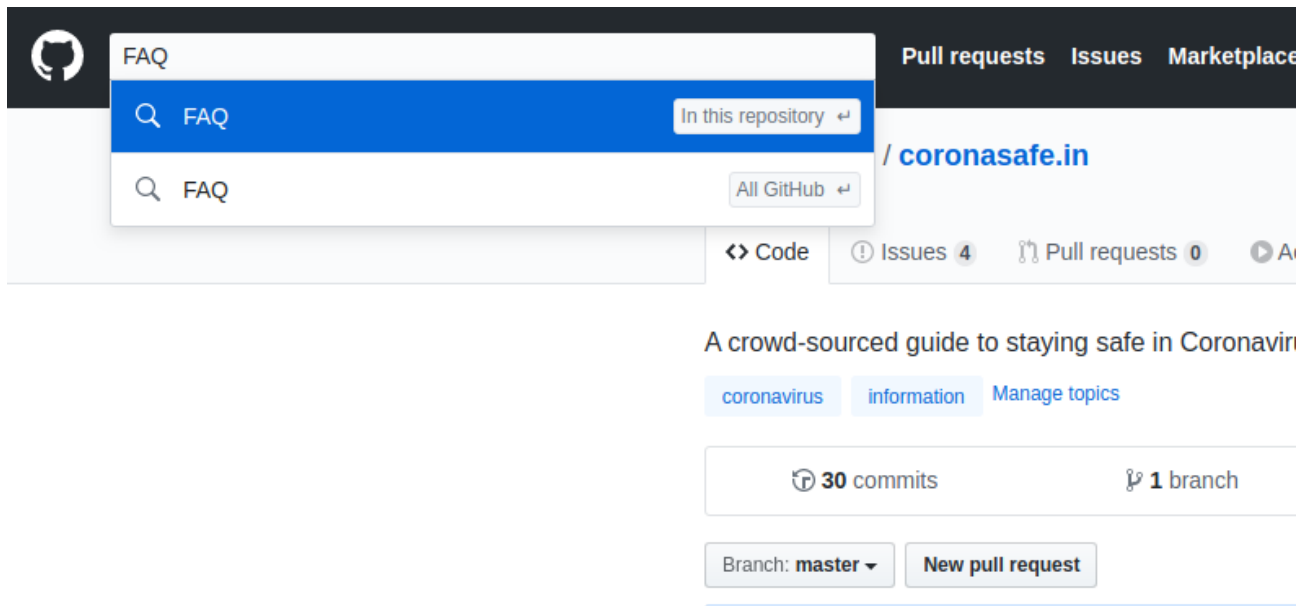 FAQ
Pull requests Issues Marketplace
FAQ In this repository ↵
FAQ All GitHub ↵
/ coronasafe.in
<> Code Issues 4 Pull requests 0
A crowd-sourced guide to staying safe in
coronavirus information Manage topics
30 commits 1 branch
Branch: master New pull request